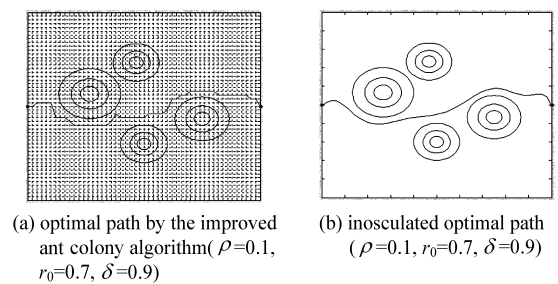 (a) optimal path by the improved
ant colony algorithm(ρ=0.1,
r₀=0.7, δ=0.9)
(b) inosculated optimal path
(ρ=0.1, r₀=0.7, δ=0.9)